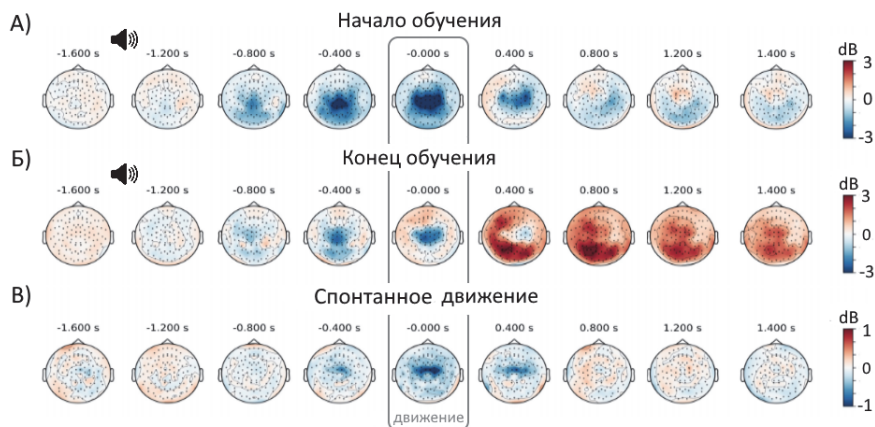 А) Начало обучения
-1.600 s -1.200 s -0.800 s -0.400 s -0.000 s 0.400 s 0.800 s 1.200 s 1.400 s
dB
3
0
-3
Б) Конец обучения
-1.600 s -1.200 s -0.800 s -0.400 s -0.000 s 0.400 s 0.800 s 1.200 s 1.400 s
dB
3
0
-3
В) Спонтанное движение
-1.600 s -1.200 s -0.800 s -0.400 s -0.000 s 0.400 s 0.800 s 1.200 s 1.400 s
dB
1
0
-1
движение